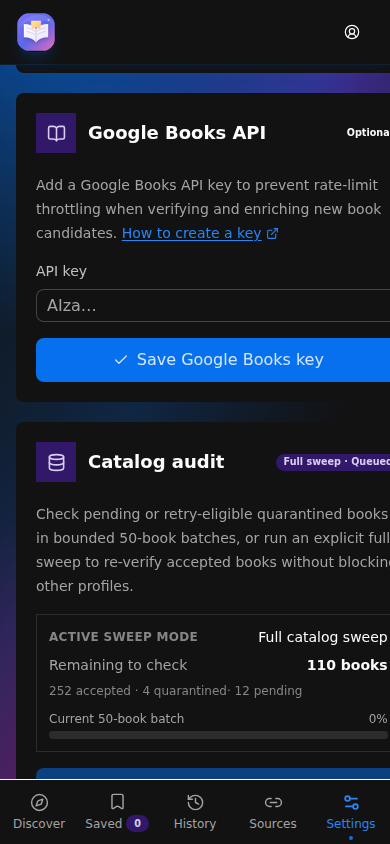 Google Books API
Optiona
Add a Google Books API key to prevent rate-limit
throttling when verifying and enriching new book
candidates. How to create a key
API key
AIza...
Save Google Books key
Catalog audit
Full sweep · Queued
Check pending or retry-eligible quarantined books
in bounded 50-book batches, or run an explicit full
sweep to re-verify accepted books without blockin
other profiles.
ACTIVE SWEEP MODE
Full catalog sweep
Remaining to check
110 books
252 accepted · 4 quarantined· 12 pending
Current 50-book batch
0%
Discover
Saved 0
History
Sources
Settings